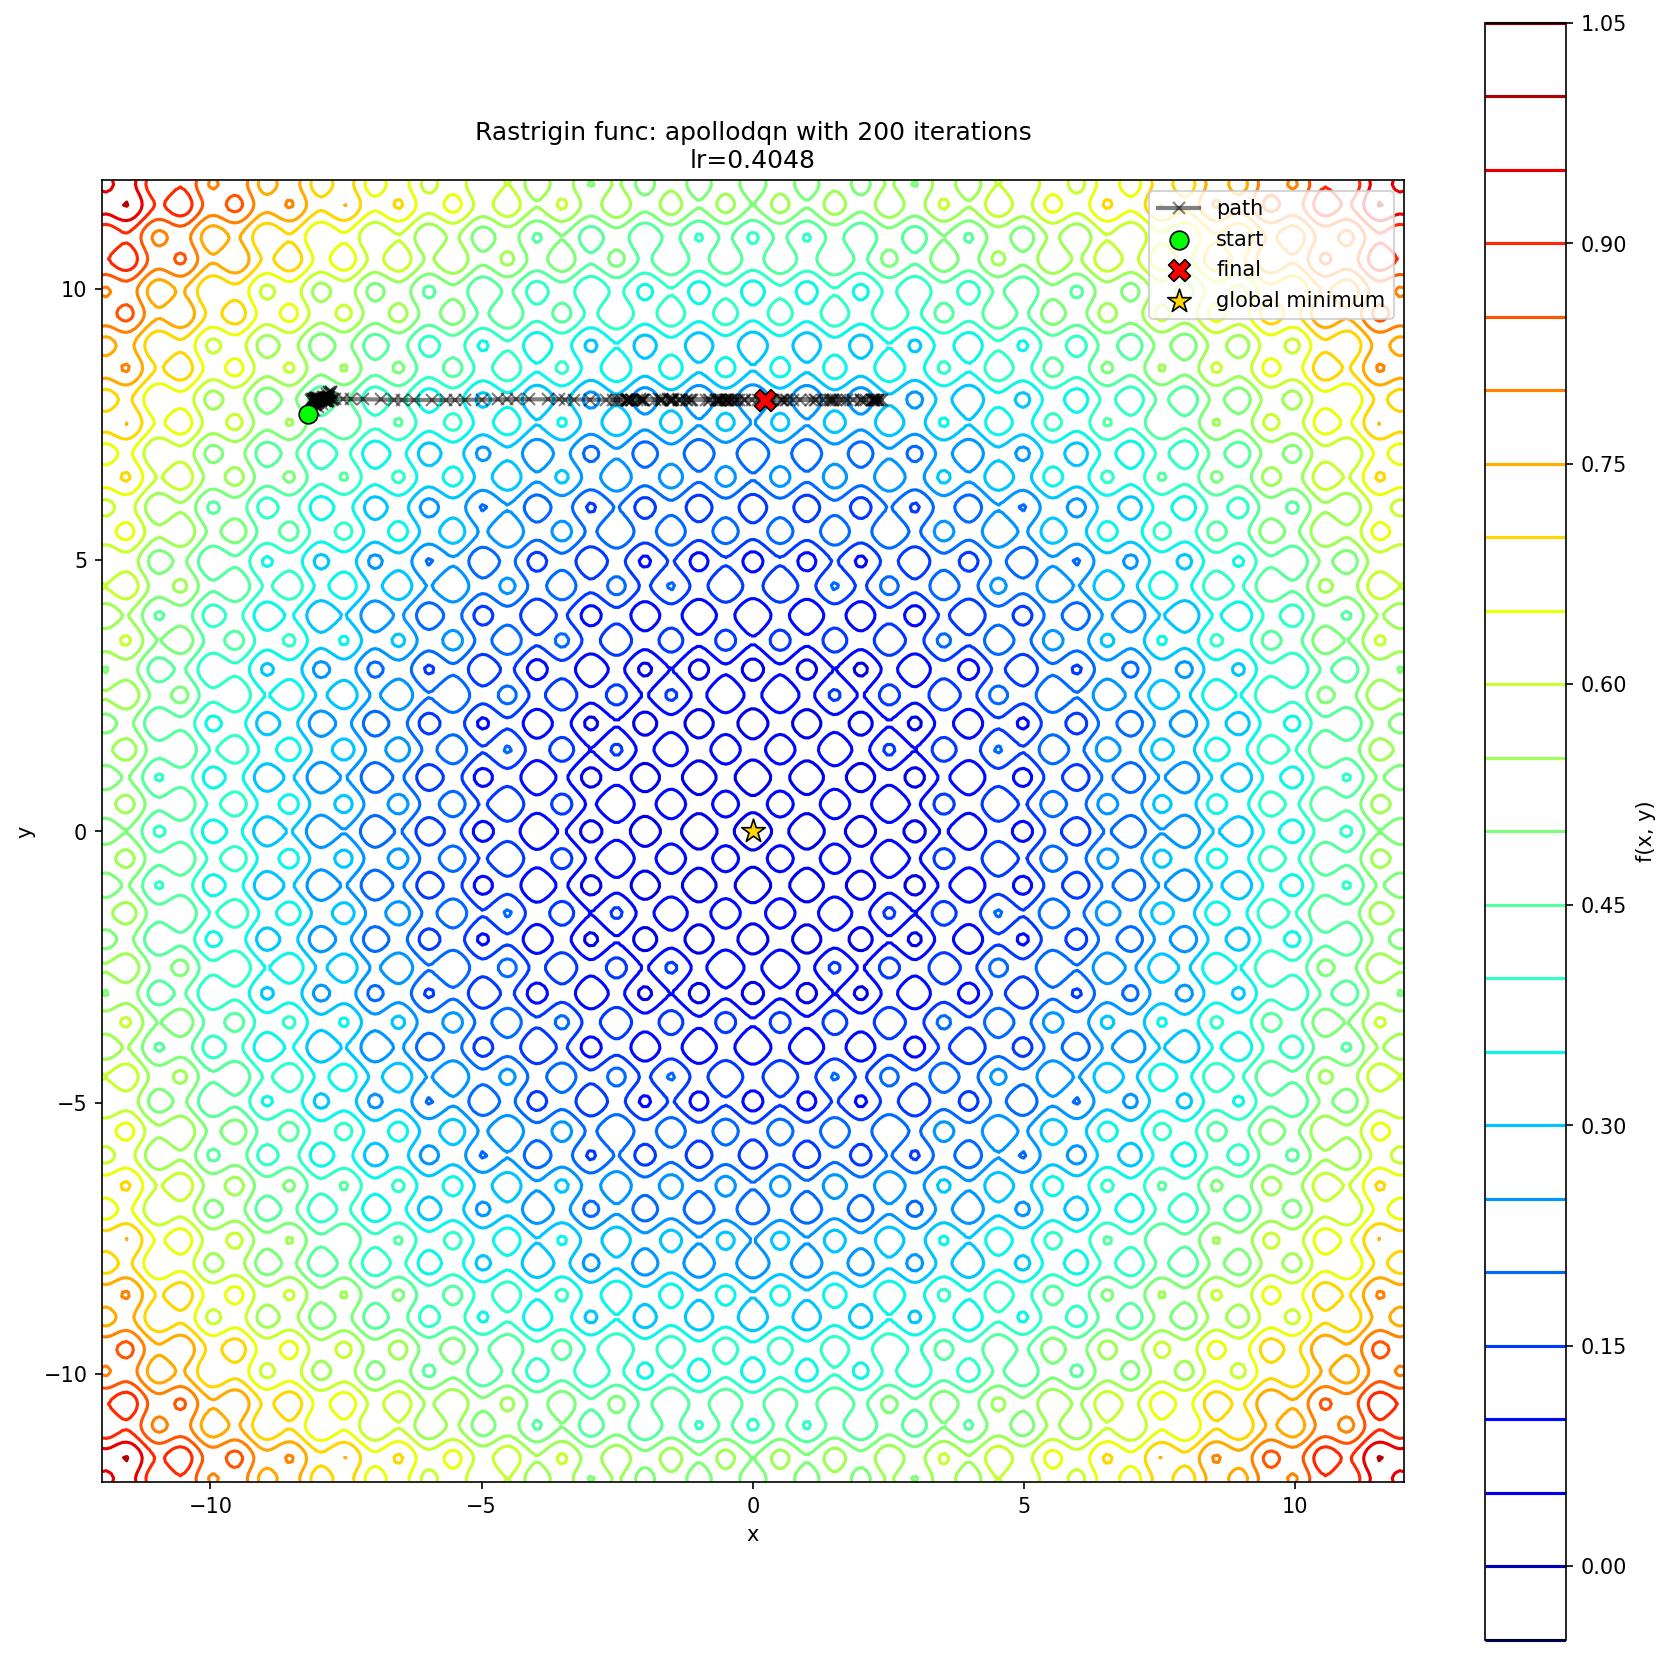 Rastrigin func: apollodqn with 200 iterations
lr=0.4048
path
start
final
global minimum
10
5
0
−5
−10
y
−10
−5
0
5
10
x
1.05
0.90
0.75
0.60
0.45
0.30
0.15
0.00
f(x, y)